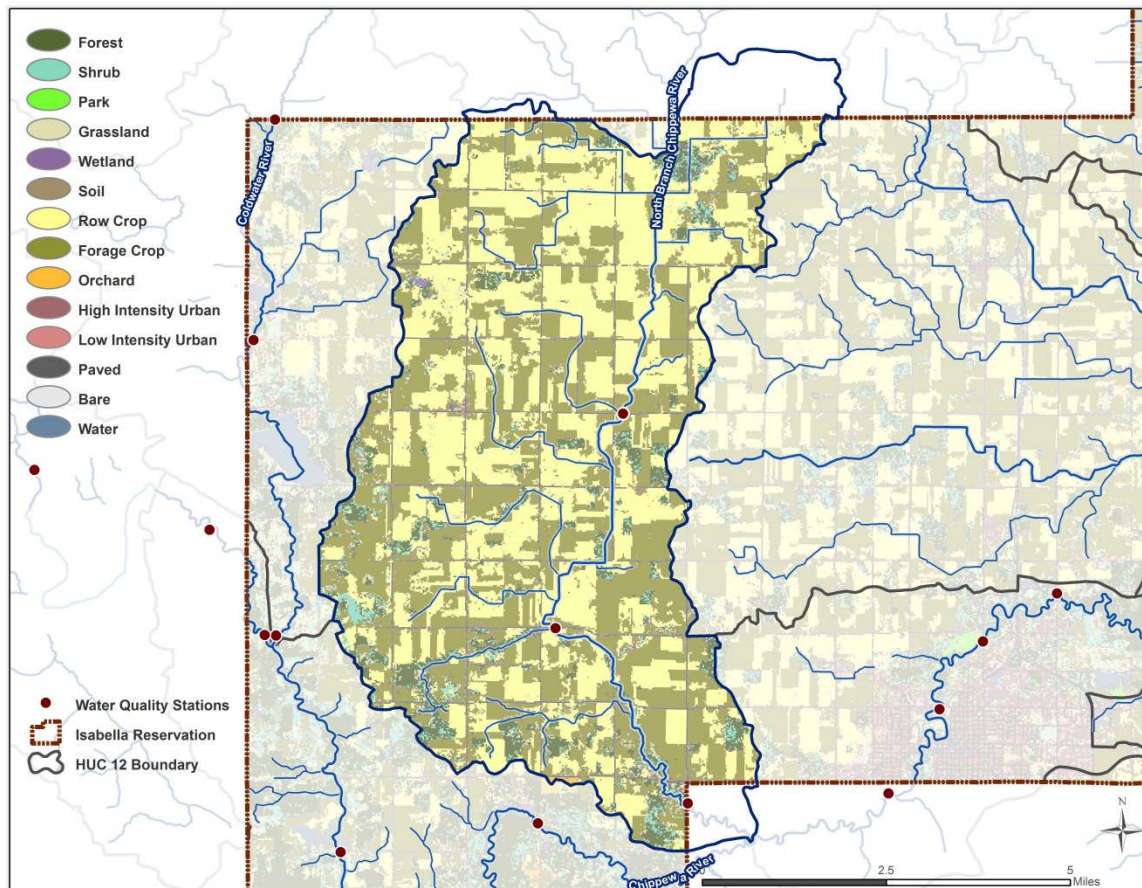 Forest
Shrub
Park
Grassland
Wetland
Soil
Row Crop
Forage Crop
Orchard
High Intensity Urban
Low Intensity Urban
Paved
Bare
Water
Water Quality Stations
Isabella Reservation
HUC 12 Boundary
Coldwater River
North Branch Chippewa River
Chippewa River
N
0 2.5 5
Miles